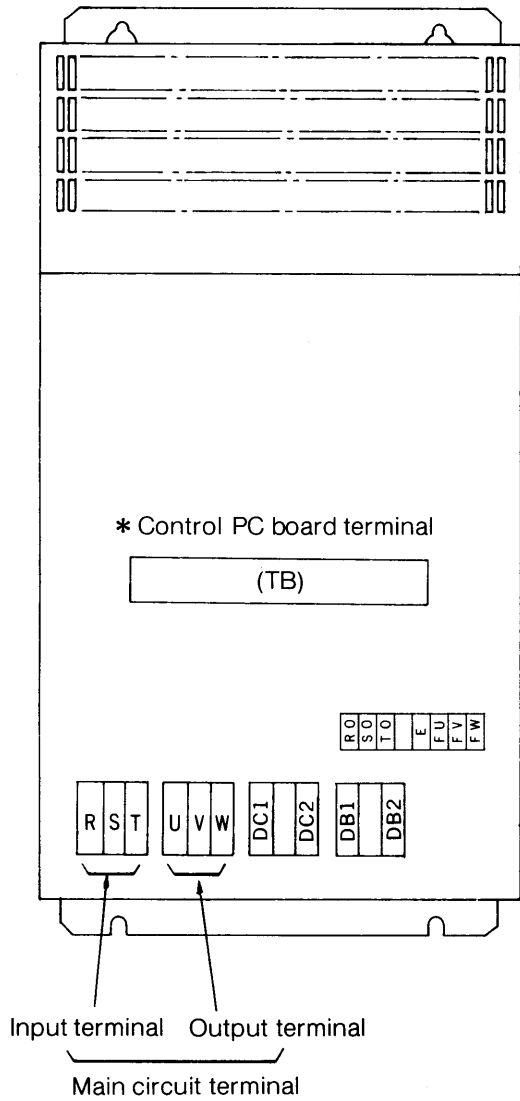 * Control PC board terminal
(TB)
RO SO TO E FU FV FW
R S T U V W DC1 DC2 DB1 DB2
Input terminal Output terminal
Main circuit terminal